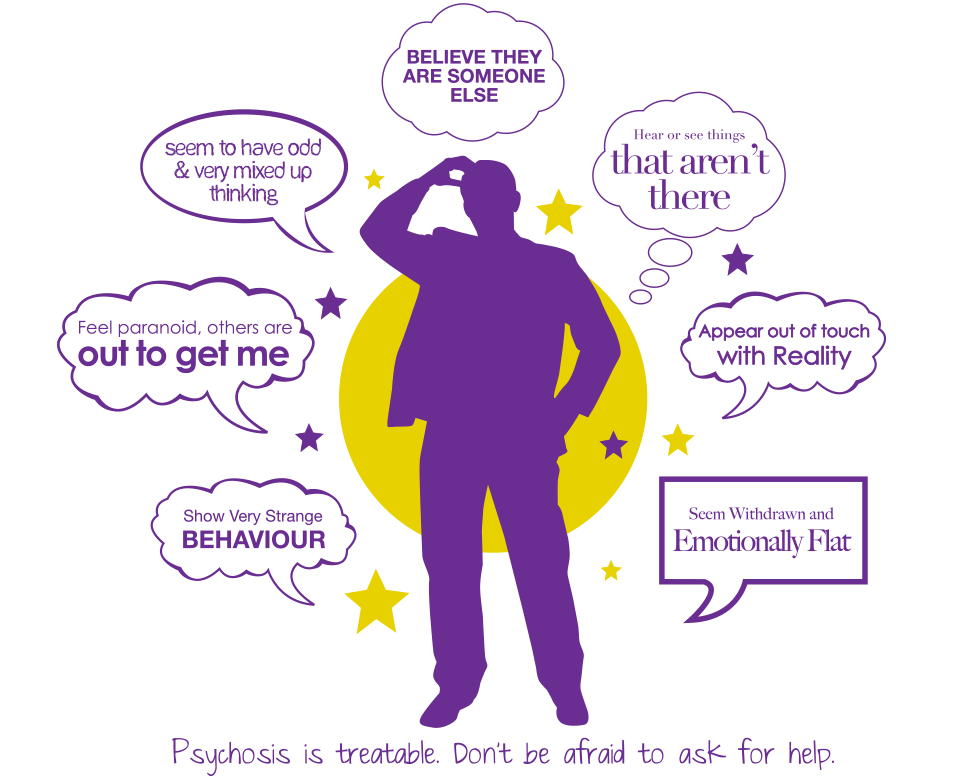 BELIEVE THEY
ARE SOMEONE
ELSE
seem to have odd
& very mixed up
thinking
Hear or see things
that aren't
there
Feel paranoid, others are
out to get me
Appear out of touch
with Reality
Show Very Strange
BEHAVIOUR
Seem Withdrawn and
Emotionally Flat
Psychosis is treatable. Don't be afraid to ask for help.